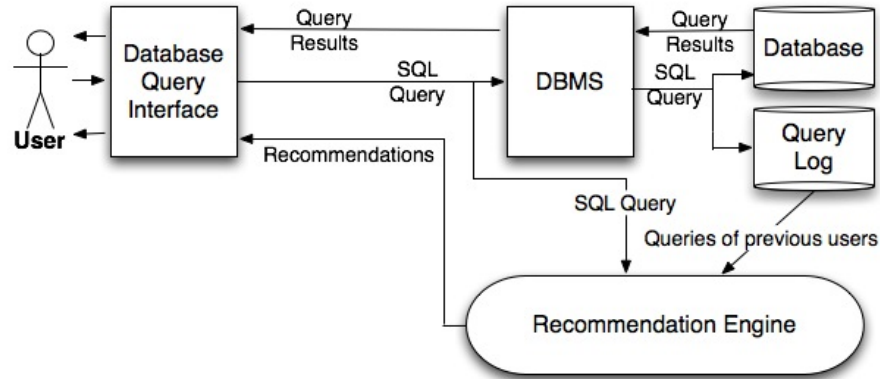 Query
Results
Query
Results
Database
Database
Query
Interface
SQL
Query
DBMS
SQL
Query
User
Recommendations
Query
Log
SQL Query
Queries of previous users
Recommendation Engine